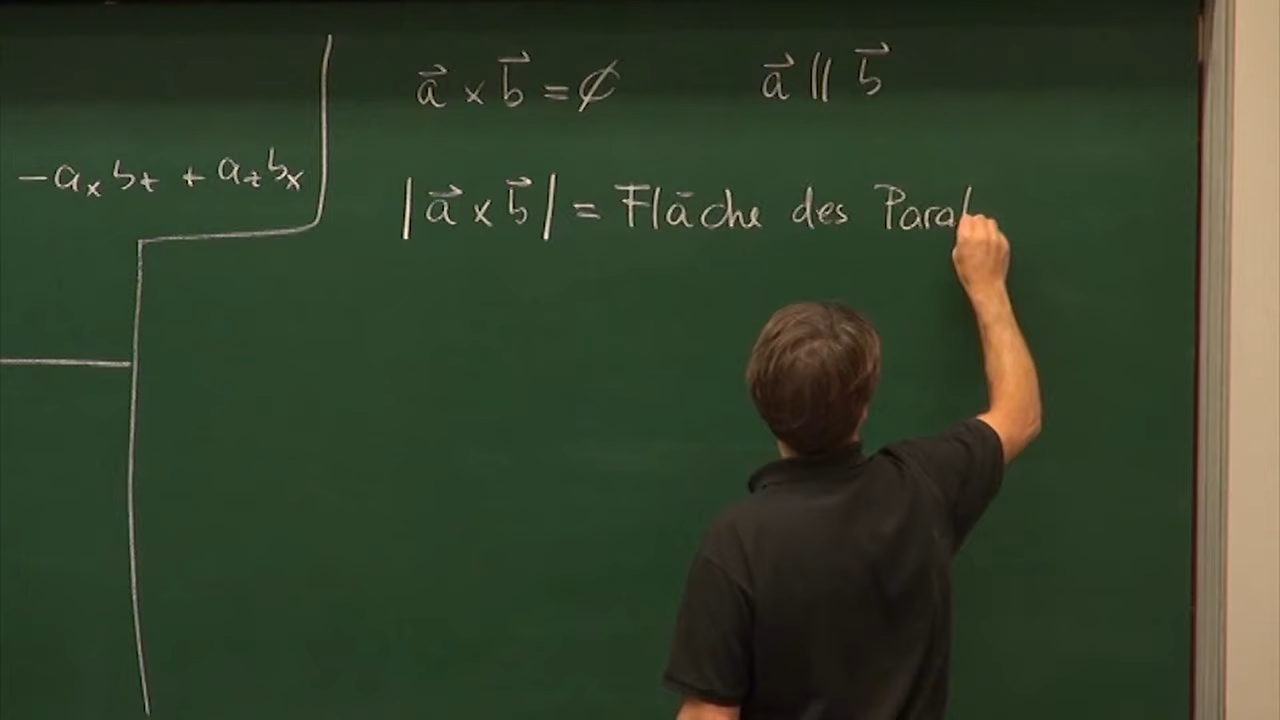 a⃗ × b⃗ = ∅ a⃗ ∥ b⃗
-aₓb_z + a_zbₓ
|a⃗ × b⃗| = Fläche des Paral